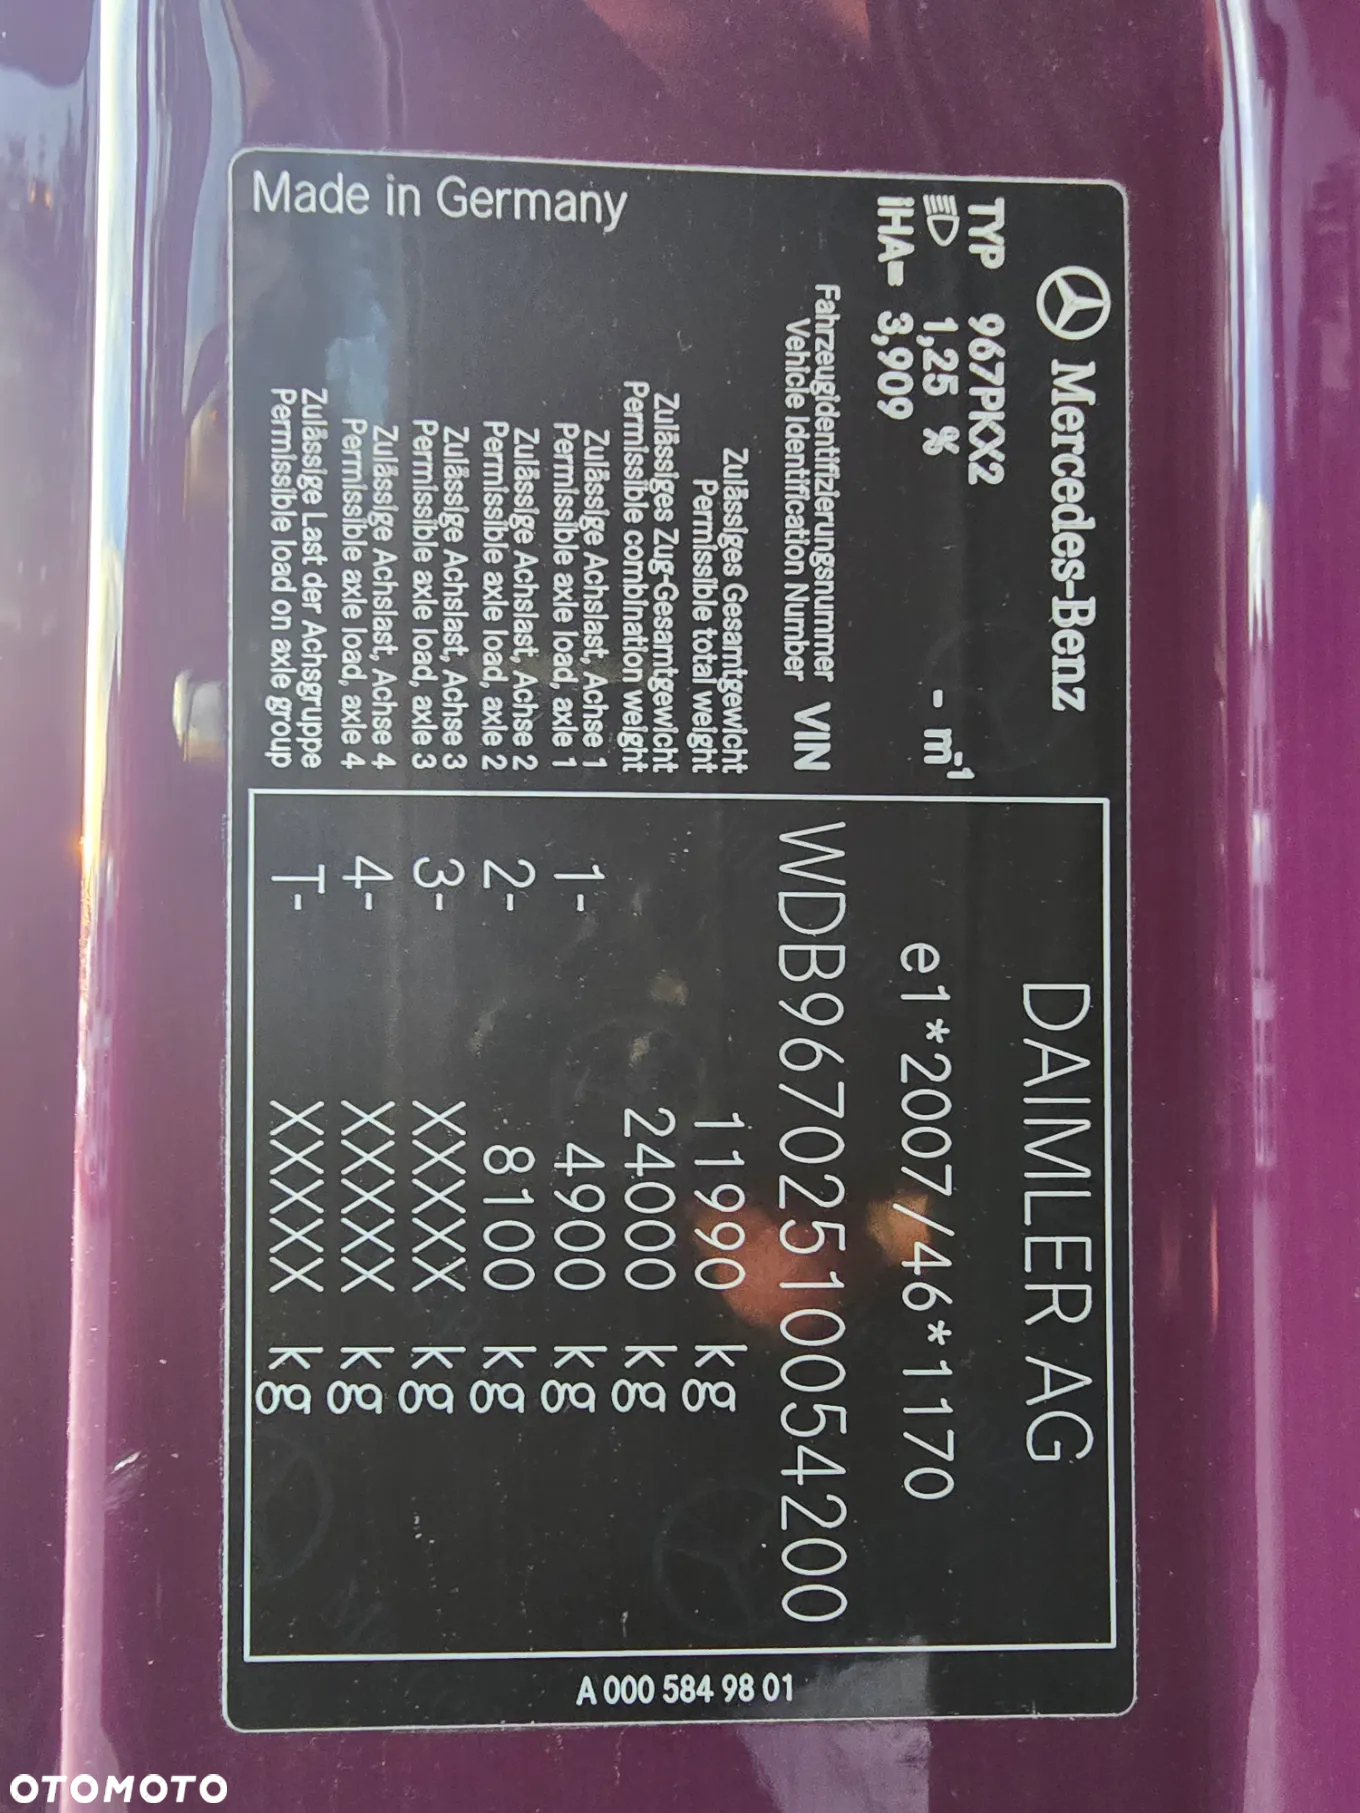 Mercedes-Benz
DAIMLER AG
TYP 967PKX2
1,25 % - m⁻¹
e1*2007/46*1170
iHA= 3,909
Fahrzeugidentifizierungsnummer
Vehicle Identification Number
VIN WDB96702510054200
Zulässiges Gesamtgewicht
Permissible total weight
11990 kg
Zulässiges Zug-Gesamtgewicht
Permissible combination weight
24000 kg
Zulässige Achslast, Achse 1
Permissible axle load, axle 1
1- 4900 kg
Zulässige Achslast, Achse 2
Permissible axle load, axle 2
2- 8100 kg
Zulässige Achslast, Achse 3
Permissible axle load, axle 3
3- XXXXX kg
Zulässige Achslast, Achse 4
Permissible axle load, axle 4
4- XXXXX kg
Zulässige Last der Achsgruppe
Permissible load on axle group
T- XXXXX kg
Made in Germany
A 000 584 98 01
OTOMOTO